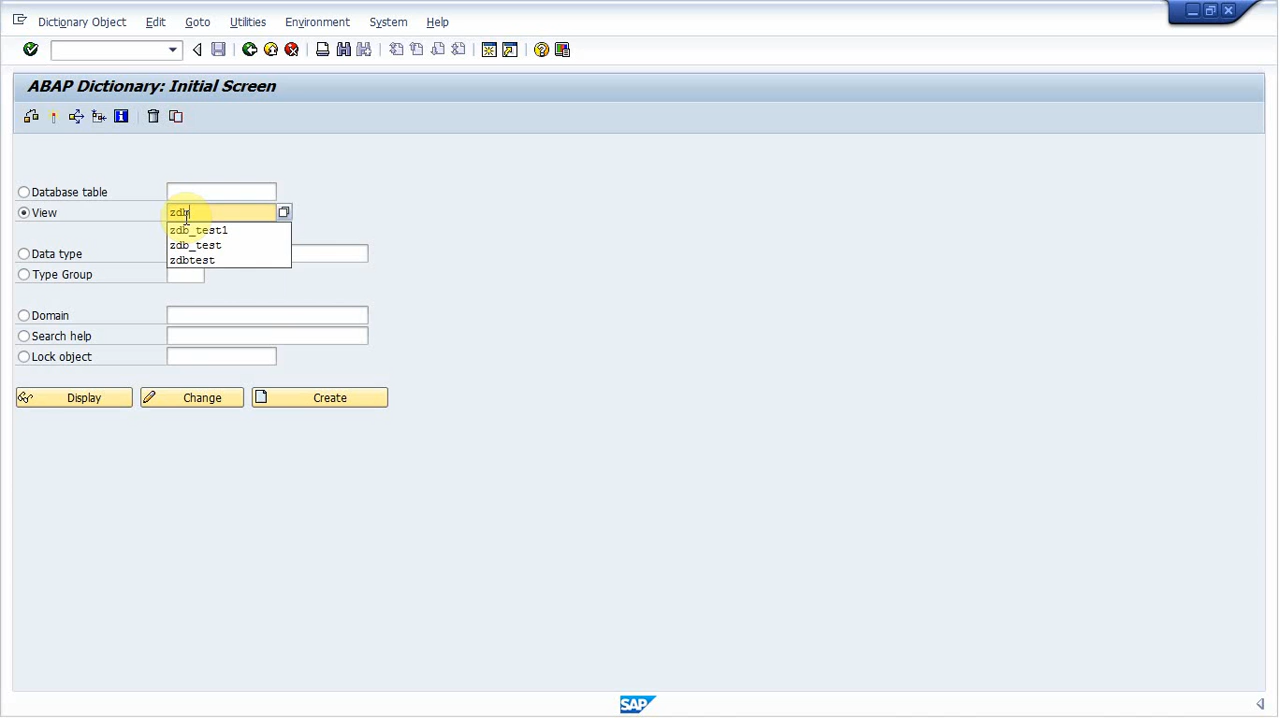 Dictionary Object Edit Goto Utilities Environment System Help
ABAP Dictionary: Initial Screen
Database table
View zdb
zdb_test1
zdb_test
zdbtest
Data type
Type Group
Domain
Search help
Lock object
Display Change Create
SAP